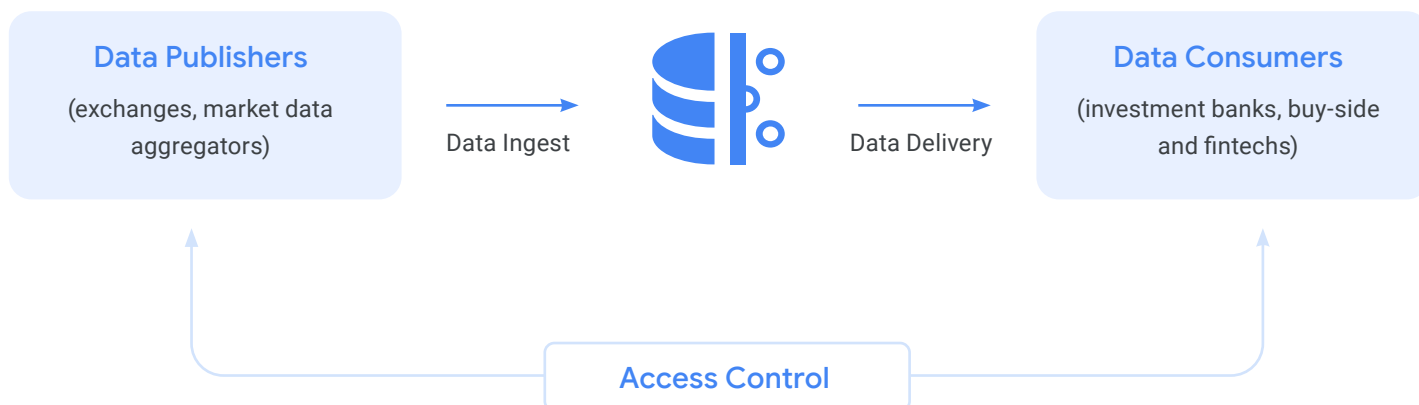 Data Publishers
(exchanges, market data
aggregators)
Data Ingest
Data Delivery
Data Consumers
(investment banks, buy-side
and fintechs)
Access Control